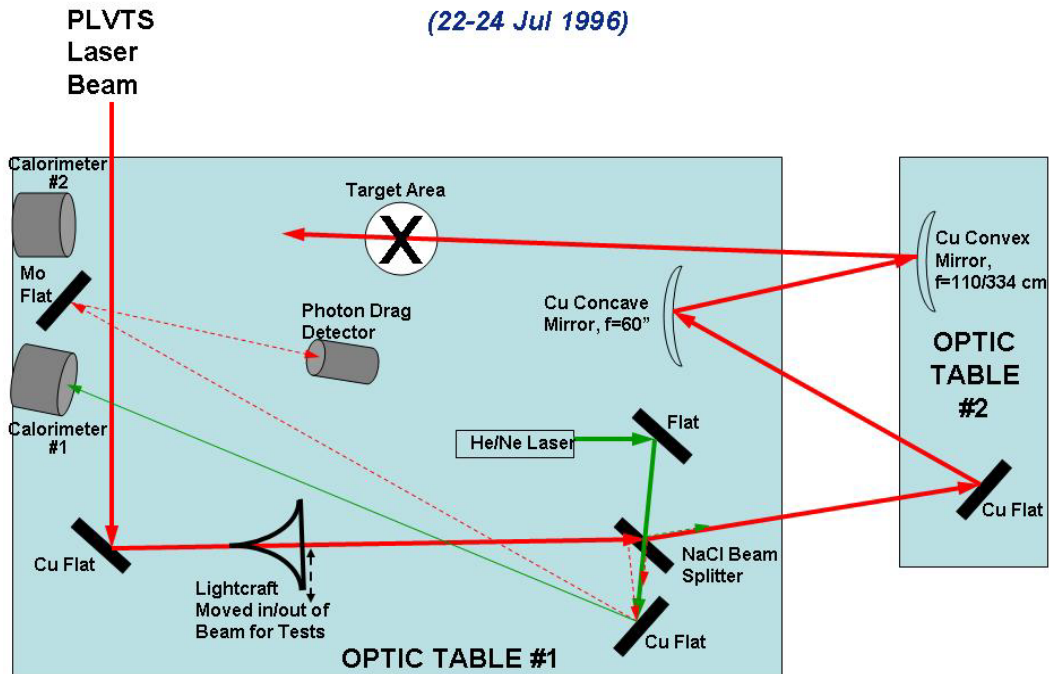 PLVTS
Laser
Beam
(22-24 Jul 1996)
Calorimeter
#2
Target Area
X
Mo
Flat
Photon Drag
Detector
Cu Concave
Mirror, f=60”
Cu Convex
Mirror,
f=110/334 cm
OPTIC
TABLE
#2
Calorimeter
#1
He/Ne Laser
Flat
Cu Flat
Cu Flat
NaCl Beam
Splitter
Lightcraft
Moved in/out of
Beam for Tests
Cu Flat
OPTIC TABLE #1